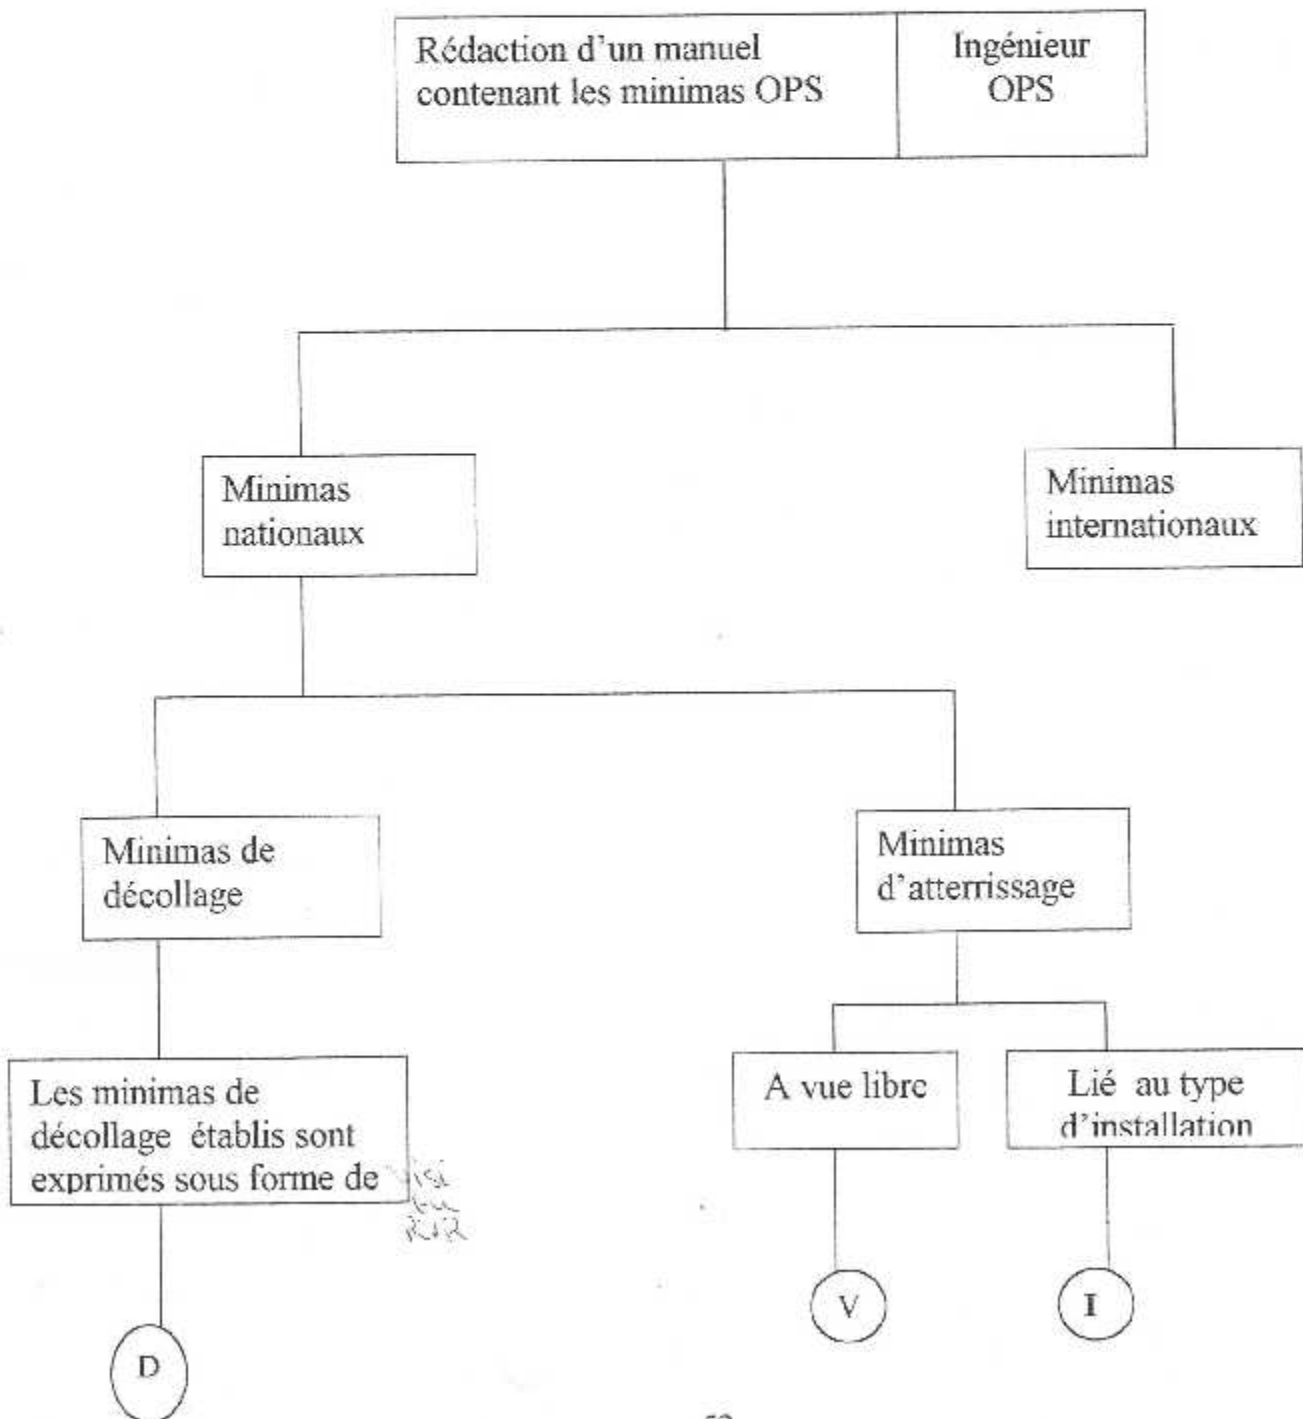 Rédaction d'un manuel
contenant les minimas OPS
Ingénieur
OPS
Minimas
nationaux
Minimas
internationaux
Minimas de
décollage
Minimas
d'atterrissage
Les minimas de
décollage établis sont
exprimés sous forme de
A vue libre
Lié au type
d'installation
V
I
D